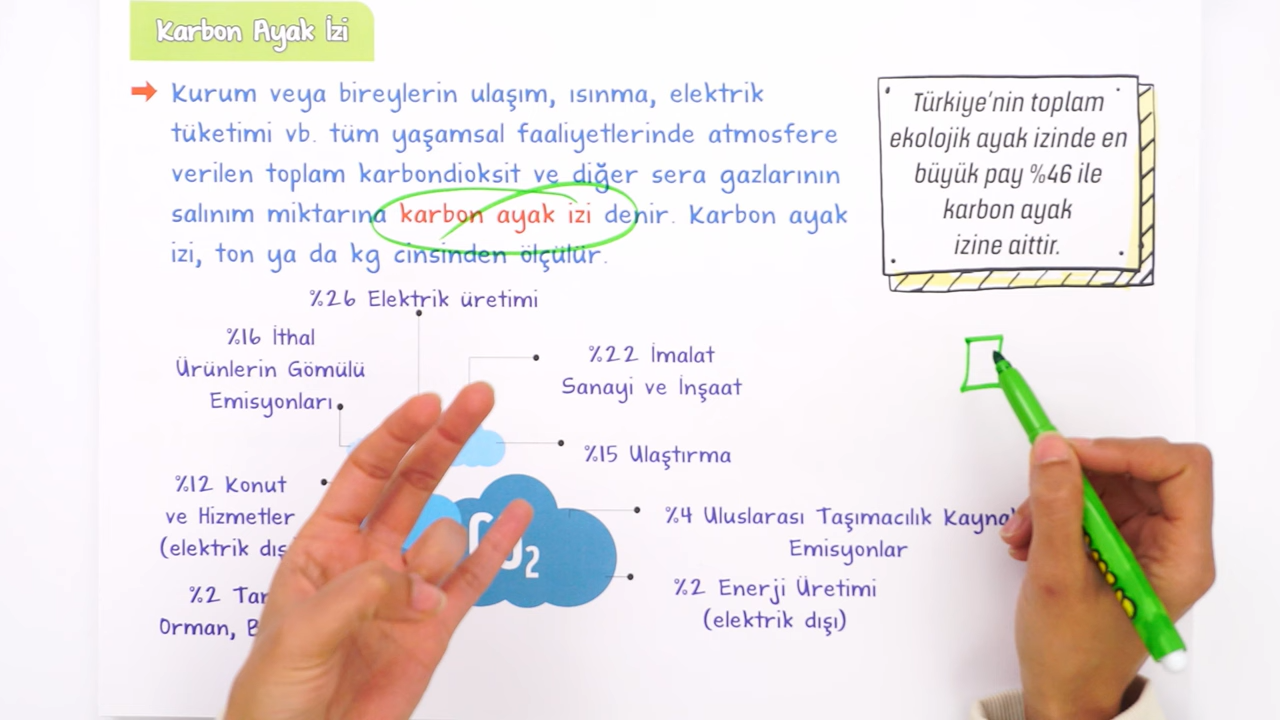 Karbon Ayak İzi
Kurum veya bireylerin ulaşım, ısınma, elektrik
tüketimi vb. tüm yaşamsal faaliyetlerinde atmosfere
verilen toplam karbondioksit ve diğer sera gazlarının
salınım miktarına karbon ayak izi denir. Karbon ayak
izi, ton ya da kg cinsinden ölçülür.
Türkiye'nin toplam
ekolojik ayak izinde en
büyük pay %46 ile
karbon ayak
izine aittir.
%26 Elektrik üretimi
%16 İthal
Ürünlerin Gömülü
Emisyonları
%22 İmalat
Sanayi ve İnşaat
%15 Ulaştırma
%12 Konut
ve Hizmetler
(elektrik
%4 Uluslarası Taşımacılık
Emisyonlar
%2 Enerji Üretimi
(elektrik dışı)
%2
Orman,